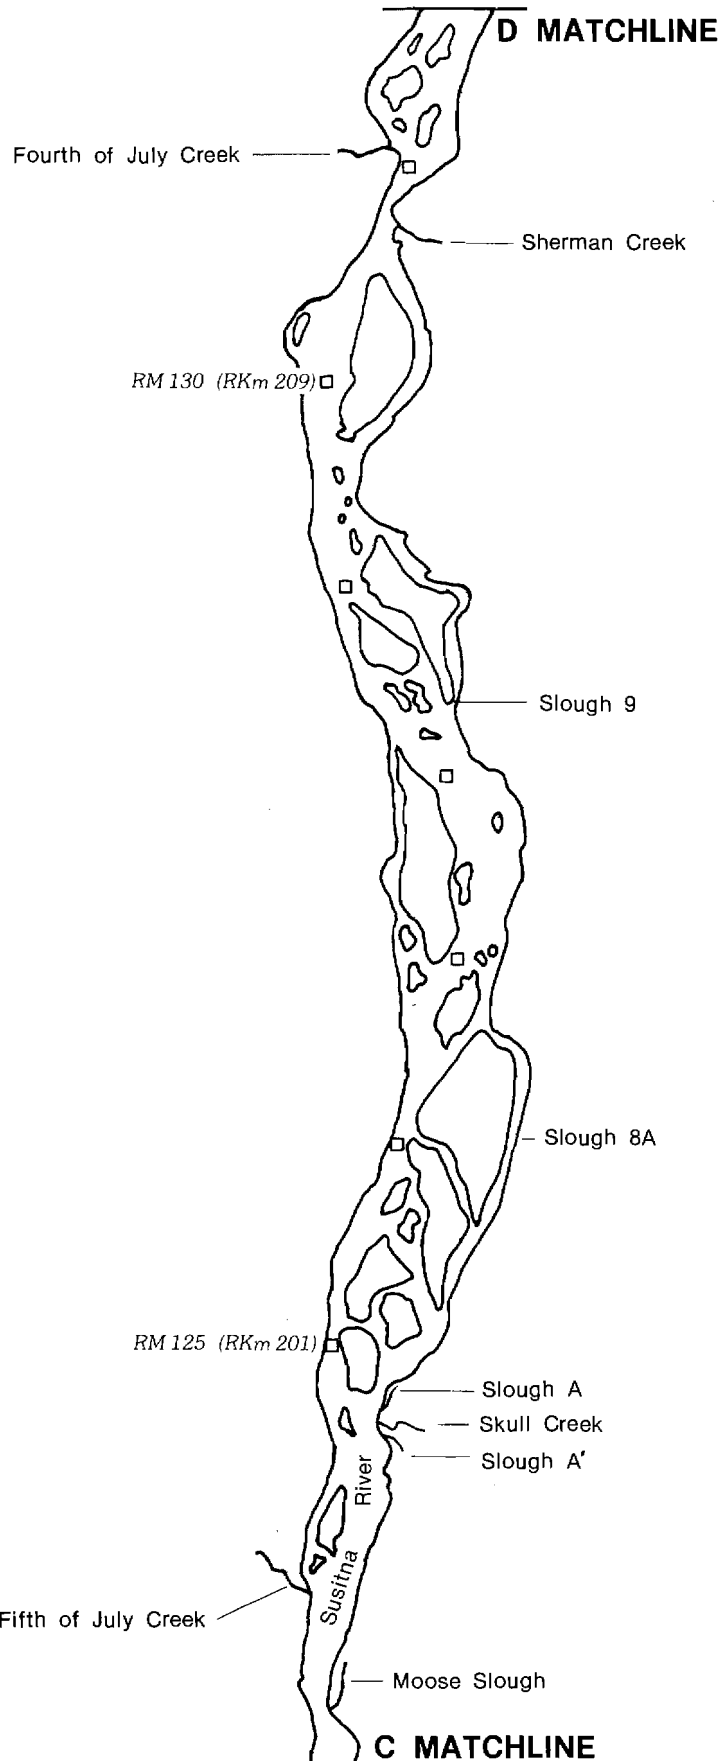 D MATCHLINE
Fourth of July Creek
Sherman Creek
RM 130 (RKm 209)
Slough 9
Slough 8A
RM 125 (RKm 201)
Slough A
Skull Creek
Slough A'
Susitna River
Fifth of July Creek
Moose Slough
C MATCHLINE